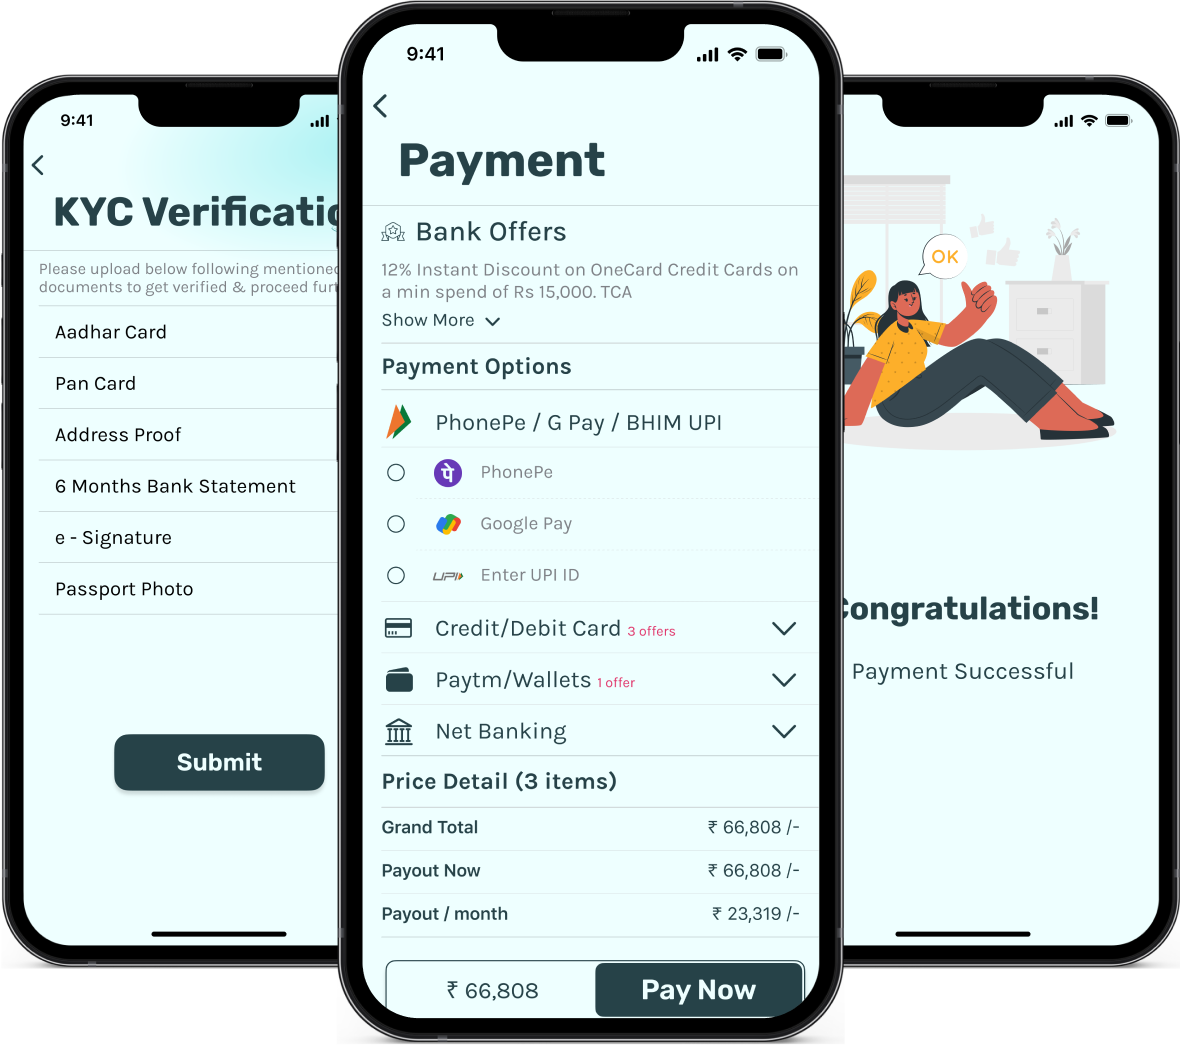 9:41
KYC Verificatio
Please upload below following mentioned
documents to get verified & proceed furt
Aadhar Card
Pan Card
Address Proof
6 Months Bank Statement
e - Signature
Passport Photo
Submit
9:41
Payment
Bank Offers
12% Instant Discount on OneCard Credit Cards on
a min spend of Rs 15,000. TCA
Show More
Payment Options
PhonePe / G Pay / BHIM UPI
पे PhonePe
Google Pay
UPI Enter UPI ID
Credit/Debit Card 3 offers
Paytm/Wallets 1 offer
Net Banking
Price Detail (3 items)
Grand Total ₹ 66,808 /-
Payout Now ₹ 66,808 /-
Payout / month ₹ 23,319 /-
₹ 66,808 Pay Now
OK
Congratulations!
Payment Successful